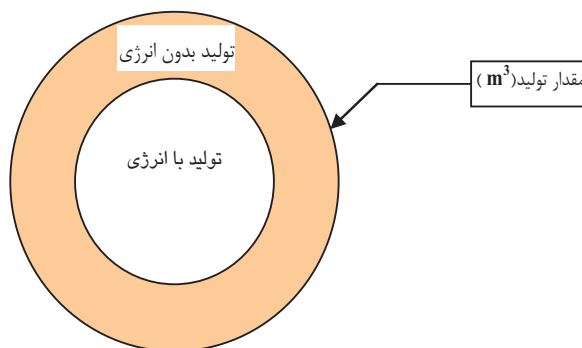 تولید بدون انرژی
مقدار تولید(m³)
تولید با انرژی